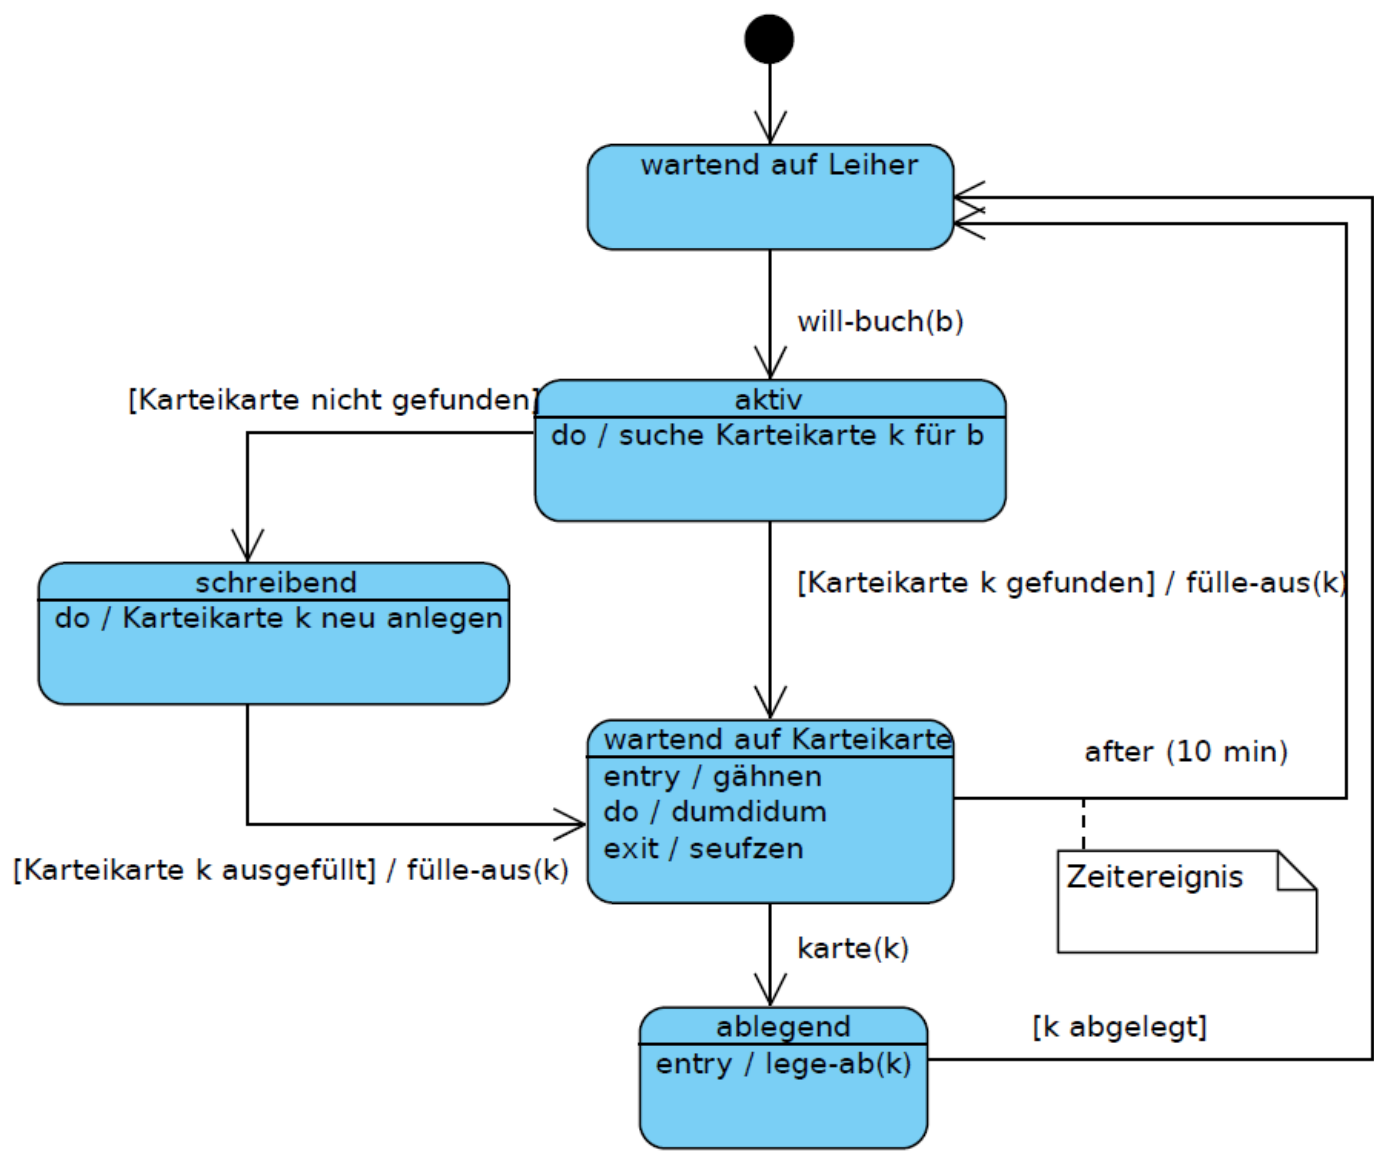 wartend auf Leiher
will-buch(b)
[Karteikarte nicht gefunden]
aktiv
do / suche Karteikarte k für b
schreibend
do / Karteikarte k neu anlegen
[Karteikarte k gefunden] / fülle-aus(k)
wartend auf Karteikarte
entry / gähnen
do / dumdidum
exit / seufzen
after (10 min)
[Karteikarte k ausgefüllt] / fülle-aus(k)
Zeitereignis
karte(k)
ablegend
entry / lege-ab(k)
[k abgelegt]